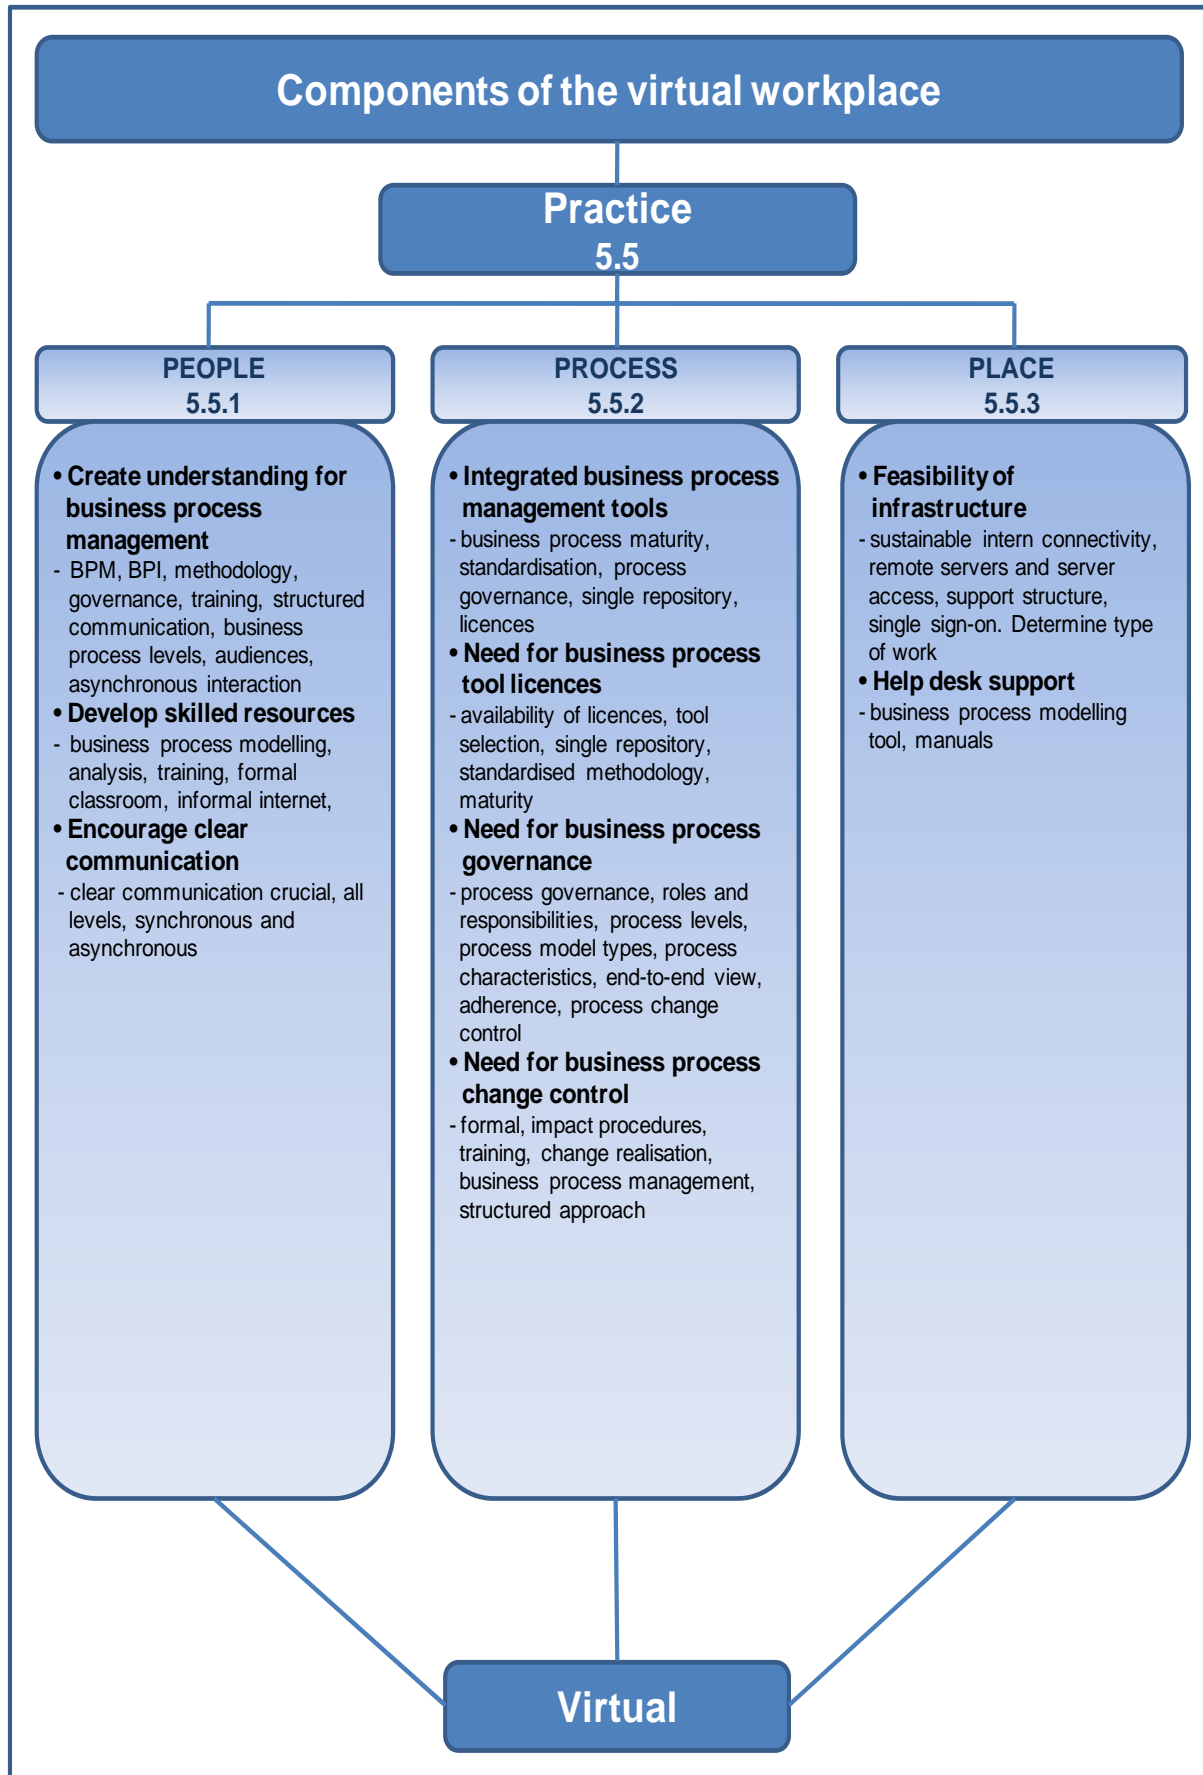 Components of the virtual workplace
Practice
5.5
PEOPLE
5.5.1
• Create understanding for
business process
management
- BPM, BPI, methodology,
governance, training, structured
communication, business
process levels, audiences,
asynchronous interaction
• Develop skilled resources
- business process modelling,
analysis, training, formal
classroom, informal internet,
• Encourage clear
communication
- clear communication crucial, all
levels, synchronous and
asynchronous
PROCESS
5.5.2
• Integrated business process
management tools
- business process maturity,
standardisation, process
governance, single repository,
licences
• Need for business process
tool licences
- availability of licences, tool
selection, single repository,
standardised methodology,
maturity
• Need for business process
governance
- process governance, roles and
responsibilities, process levels,
process model types, process
characteristics, end-to-end view,
adherence, process change
control
• Need for business process
change control
- formal, impact procedures,
training, change realisation,
business process management,
structured approach
PLACE
5.5.3
• Feasibility of
infrastructure
- sustainable intern connectivity,
remote servers and server
access, support structure,
single sign-on. Determine type
of work
• Help desk support
- business process modelling
tool, manuals
Virtual